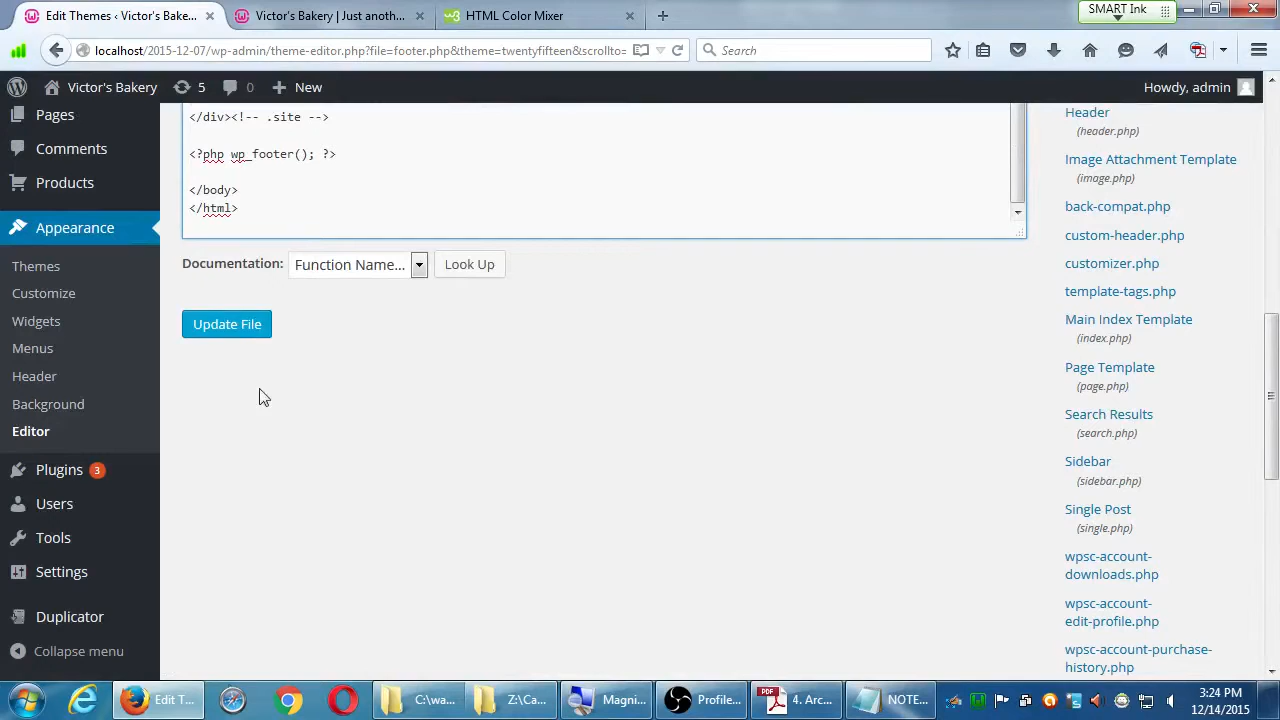 Edit Themes ‹ Victor's Bake... ×
Victor's Bakery | Just anoth... ×
HTML Color Mixer ×
SMART Ink
localhost/2015-12-07/wp-admin/theme-editor.php?file=footer.php&theme=twentyfifteen&scrollto=
Search
Victor's Bakery 5 0 + New
Howdy, admin
Pages
Comments
Products
Appearance
Themes
Customize
Widgets
Menus
Header
Background
Editor
Plugins 3
Users
Tools
Settings
Duplicator
Collapse menu
</div><!-- .site -->
<?php wp_footer(); ?>
</body>
</html>
Documentation: Function Name... Look Up
Update File
Header
(header.php)
Image Attachment Template
(image.php)
back-compat.php
custom-header.php
customizer.php
template-tags.php
Main Index Template
(index.php)
Page Template
(page.php)
Search Results
(search.php)
Sidebar
(sidebar.php)
Single Post
(single.php)
wpsc-account-
downloads.php
wpsc-account-
edit-profile.php
wpsc-account-purchase-
history.php
Edit T...
C:\wa...
Z:\Ca...
Magni...
Profile...
4. Arc...
NOTE...
3:24 PM
12/14/2015